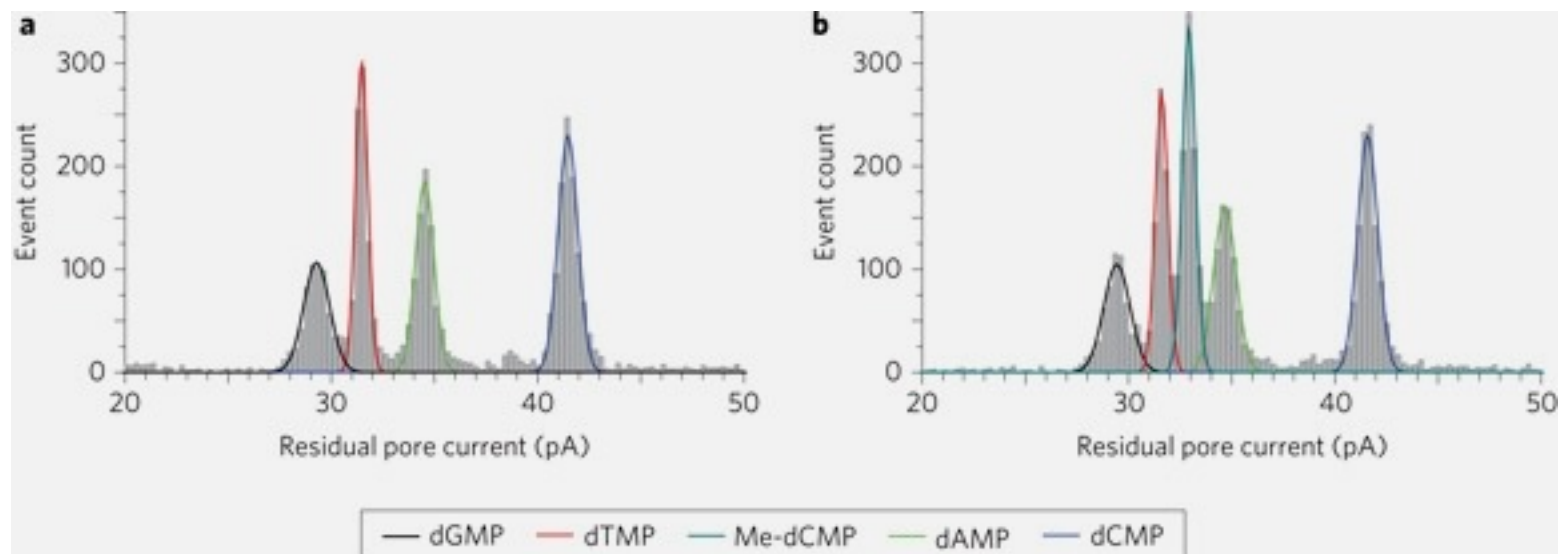 a
300
200
100
0
Event count
20 30 40 50
Residual pore current (pA)
b
300
200
100
0
Event count
20 30 40 50
Residual pore current (pA)
dGMP dTMP Me-dCMP dAMP dCMP